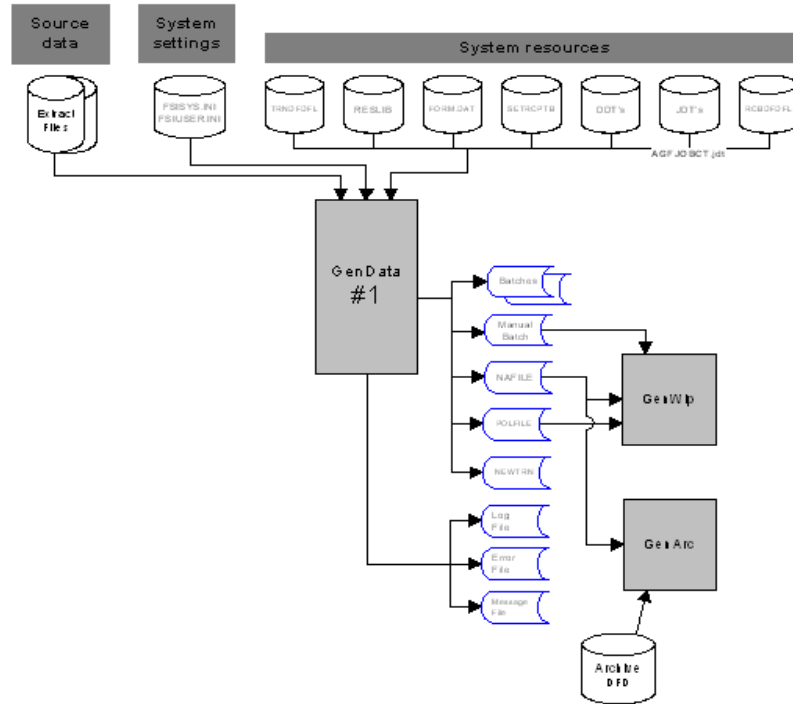 Source
data
System
settings
System resources
Extract
Files
FSISYS.INI
FSIUSER.INI
TRNDFDFL
RESLIB
FORM.DAT
SETRCPTB
DDT's
JDT's
RCBDFDFL
AGFJOBCT.jdt
GenData
#1
Batches
Manual
Batch
NAFILE
POLFILE
NEWTRN
GenWip
Log
File
Error
File
Message
File
GenArc
Archive
DFD